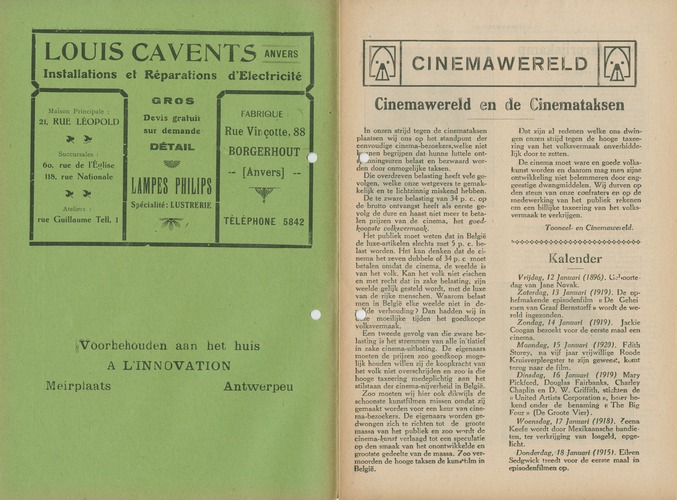 LOUIS CAVENTS ANVERS
Installations et Réparations d'Electricité
Maison Principale :
21, RUE LÉOPOLD
Succursales :
60, rue de l'Église
118, rue Nationale
Ateliers :
rue Guillaume Tell, 1
GROS
Devis gratuit
sur demande
DÉTAIL
LAMPES PHILIPS
Spécialité: LUSTRERIE
FABRIQUE :
Rue Vinçotte, 88
BORGERHOUT
-- [Anvers] --
TÉLÉPHONE 5842
Voorbehouden aan het huis
A L'INNOVATION
Meirplaats Antwerpeu
CINEMAWERELD
Cinemawereld en de Cinemataksen
In onzen strijd tegen de cinemataksen
plaatsen wij ons op het standpunt der
eenvoudige cinema-bezoekers, welke niet
begrijpen dat hunne luttele ont-
spanningsuren belast en bezwaard wor-
den door onmogelijke taksen.
Die overdreven belasting heeft vele ge-
volgen, welke onze wetgevers te gemak-
kelijk en te lichtzinnig miskend hebben.
De te zware belasting van 34 p. c. op
de brutto ontvangst heeft als eerste ge-
volg de dure en haast niet meer te beta-
len prijzen van de cinema, het goed-
koopste volksvermaak.
Het publiek moet weten dat in België
de luxe-artikelen slechts met 5 p. c. be-
last worden. Het kan denken dat de ci-
nema het zeven dubbele of 34 p. c. moet
betalen omdat de cinema, de weelde is
van het volk. Kan het volk niet eischen
en met recht dat in zake belasting, zijn
weelde gelijk gesteld wordt, met de luxe
van de rijke menschen. Waarom belast
men in België elke weelde niet in de-
zelfde verhouding? Dan hadden wij in
moeilijke tijden het goedkoope
volksvermaak.
Een tweede gevolg van die zware be-
lasting is het stremmen van alle initiatief
in zake cinema-uitbating. De eigenaars
moeten de prijzen zoo goedkoop moge-
lijk houden willen zij de koopkracht van
het volk niet overschrijden en zoo is die
hooge taxeering medeplichtig aan het
stilstaan der cinema-nijverheid in België.
Zoo moeten wij hier ook dikwijls de
schoonste kunstfilmen missen omdat zij
gemaakt worden voor een keur van cine-
ma-bezoekers. De eigenaars worden ge-
dwongen zich te richten tot de groote
massa van het publiek en zoo wordt de
cinema-kunst verlaagd tot een speculatie
op den smaak van het onontwikkelde en
grootste gedeelte van de massa. Zoo ver-
moorden de hooge taksen de kunstfilm in
België.
Dat zijn al redenen welke ons dwin-
gen onzen strijd tegen de hooge taxee-
ring van het volksvermaak onverbidde-
lijk door te zetten.
De cinema moet ware en goede volks-
kunst worden en daarom mag men zijne
ontwikkeling niet belemmeren door eng-
geestige dwangmiddelen. Wij durven op
den steun van onze confraters en op de
medewerking van het publiek rekenen
om een billijke taxeering van het volks-
vermaak te verkrijgen.
Tooneel- en Cinemawereld.
Kalender
Vrijdag, 12 Januari (1896). Geboorte-
dag van Jane Novak.
Zaterdag, 13 Januari (1919). De op-
hefmakende episodenfilm « De Gehei
men van Graaf Bernstoff » wordt de we-
reld ingezonden.
Zondag, 14 Januari (1919). Jackie
Coogan bezoekt voor de eerste maal een
cinema.
Maandag, 15 Januari (1929). Edith
Storey, na vijf jaar vrijwillige Roode
Kruisverpleegster te zijn geweest, komt
terug naar de film.
Dinsdag, 16 Januari (1919) Mary
Pickford, Douglas Fairbanks, Charley
Chaplin en D. W. Griffith, stichten de
« United Artists Corporation », beter be-
kend onder de benaming « The Big
Four » (De Groote Vier).
Woensdag, 17 Januari (1918). Zeena
Keefe wordt door Mexikaansche bandie-
ten, ter verkrijging van losgeld, opge-
licht.
Donderdag, 18 Januari (1915). Eileen
Sedgwick treedt voor de eerste maal in
episodenfilmen op.